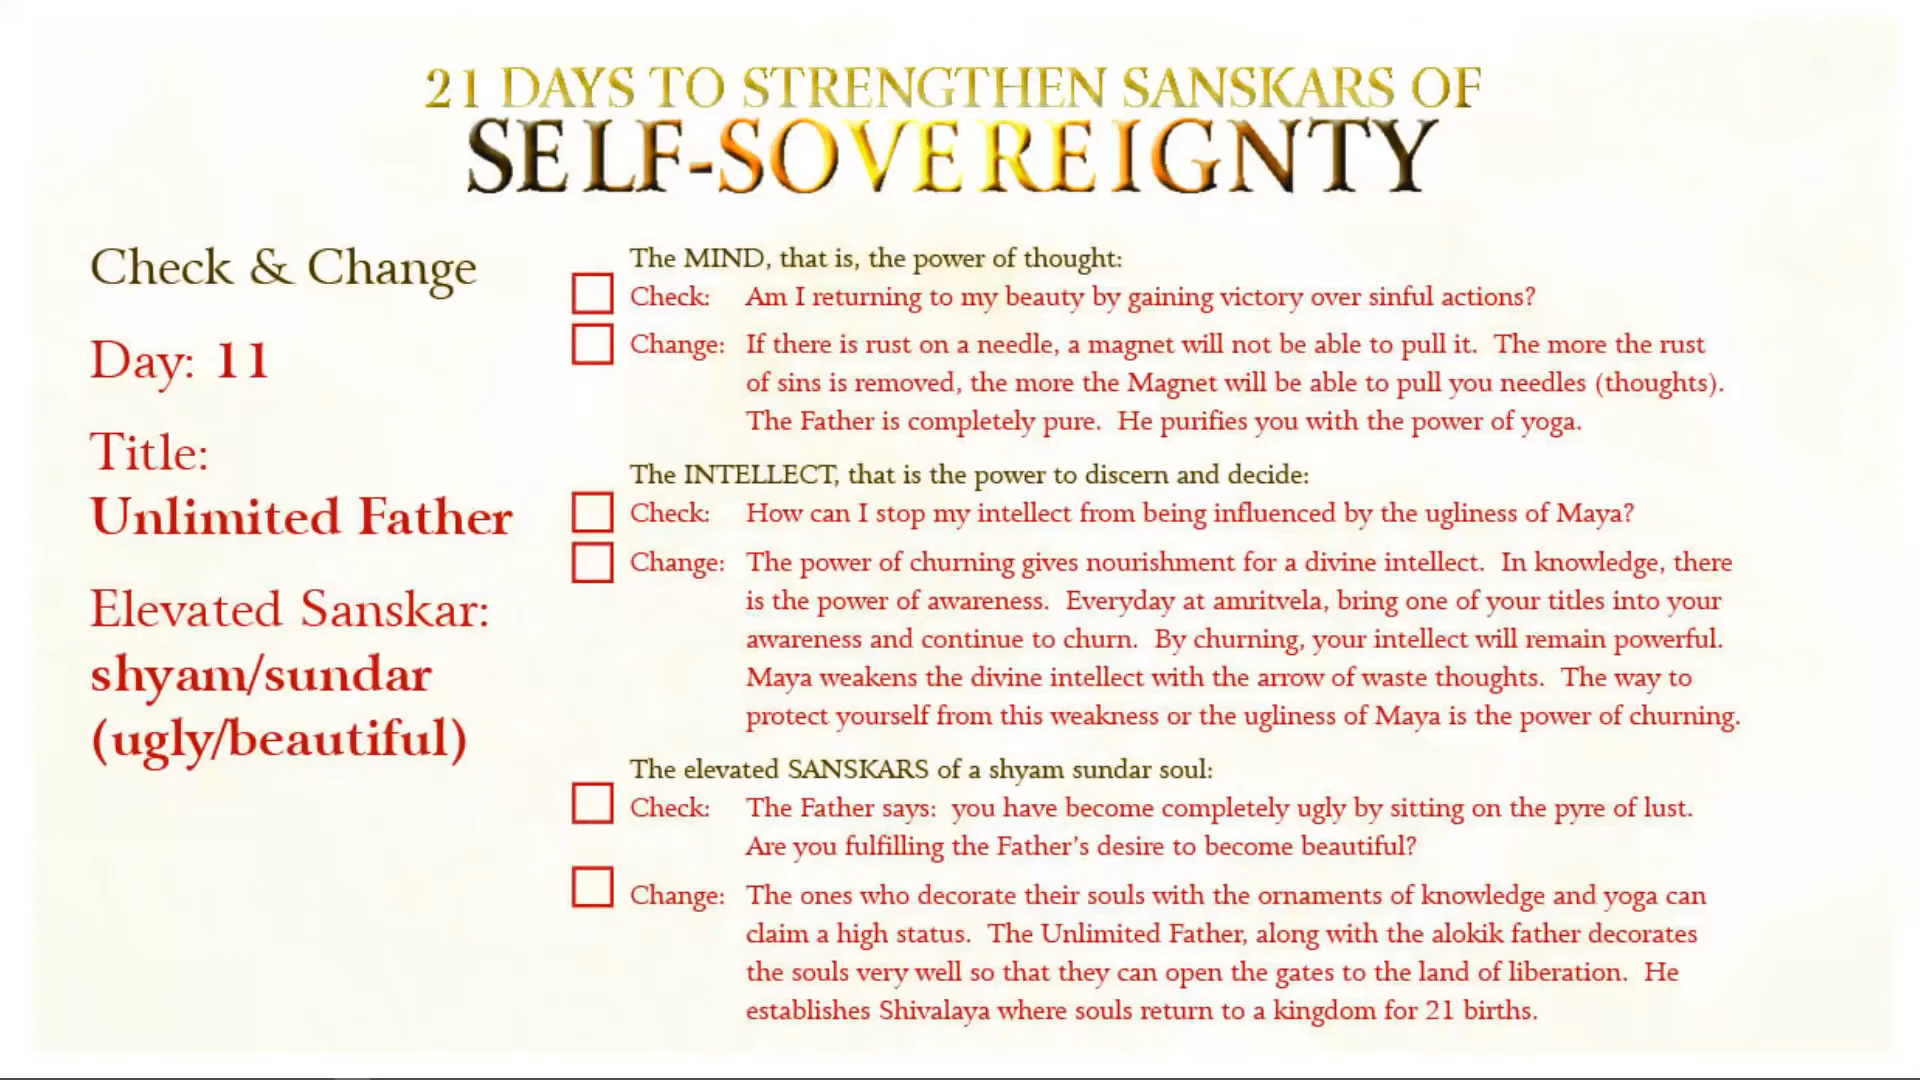 21 DAYS TO STRENGTHEN SANSKARS OF
SELF-SOVEREIGNTY
Check & Change
Day: 11
Title:
Unlimited Father
Elevated Sanskar:
shyam/sundar
(ugly/beautiful)
The MIND, that is, the power of thought:
Check: Am I returning to my beauty by gaining victory over sinful actions?
Change: If there is rust on a needle, a magnet will not be able to pull it. The more the rust
of sins is removed, the more the Magnet will be able to pull you needles (thoughts).
The Father is completely pure. He purifies you with the power of yoga.
The INTELLECT, that is the power to discern and decide:
Check: How can I stop my intellect from being influenced by the ugliness of Maya?
Change: The power of churning gives nourishment for a divine intellect. In knowledge, there
is the power of awareness. Everyday at amritvela, bring one of your titles into your
awareness and continue to churn. By churning, your intellect will remain powerful.
Maya weakens the divine intellect with the arrow of waste thoughts. The way to
protect yourself from this weakness or the ugliness of Maya is the power of churning.
The elevated SANSKARS of a shyam sundar soul:
Check: The Father says: you have become completely ugly by sitting on the pyre of lust.
Are you fulfilling the Father's desire to become beautiful?
Change: The ones who decorate their souls with the ornaments of knowledge and yoga can
claim a high status. The Unlimited Father, along with the alokik father decorates
the souls very well so that they can open the gates to the land of liberation. He
establishes Shivalaya where souls return to a kingdom for 21 births.